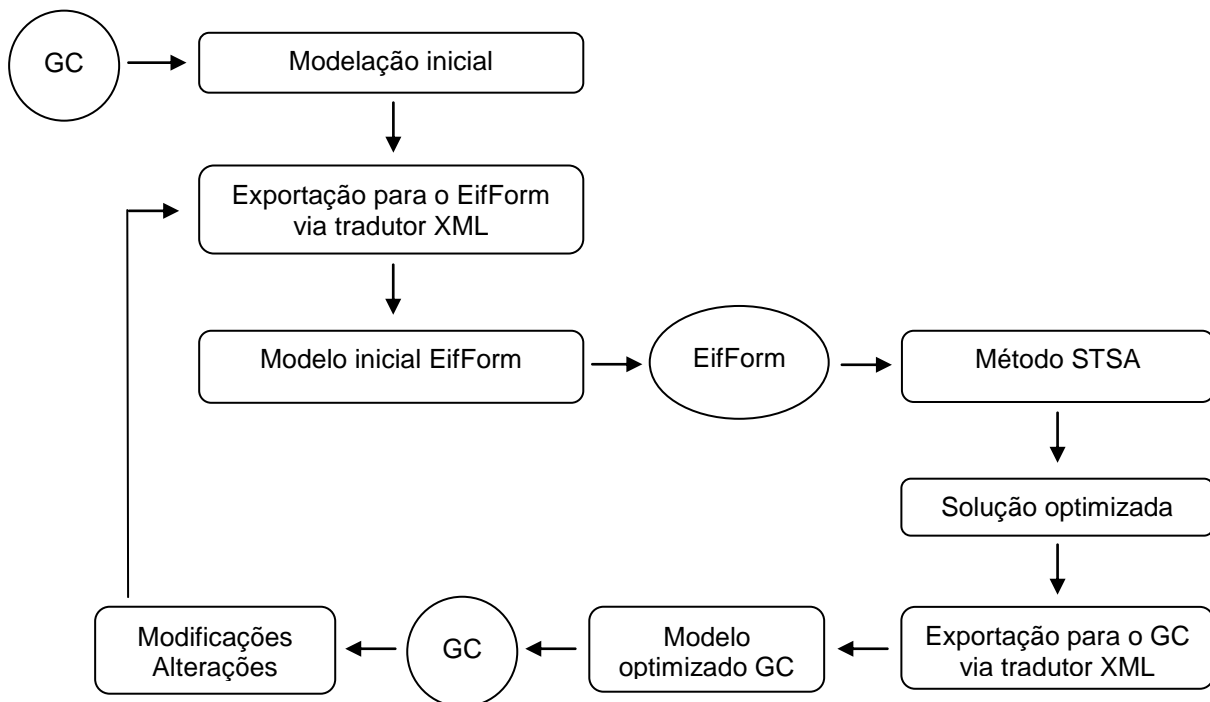 GC
Modelação inicial
Exportação para o EifForm
via tradutor XML
Modelo inicial EifForm
EifForm
Método STSA
Solução optimizada
Exportação para o GC
via tradutor XML
Modelo
optimizado GC
GC
Modificações
Alterações